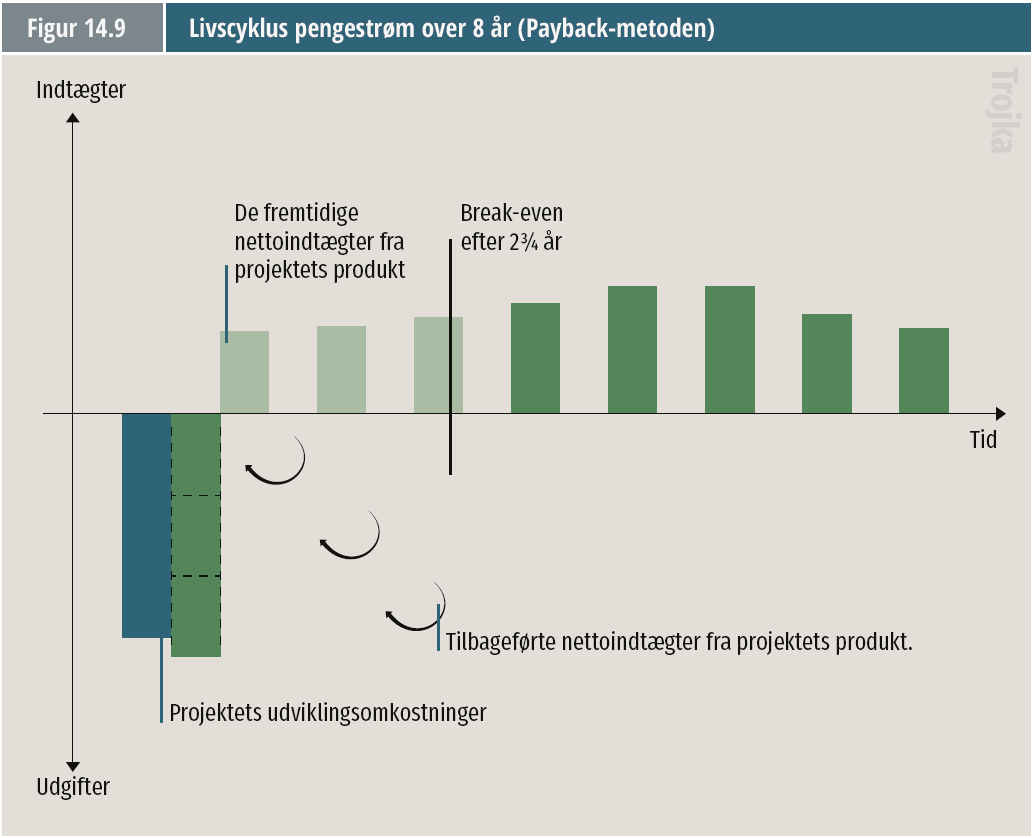 Figur 14.9
Livscyklus pengestrøm over 8 år (Payback-metoden)
Trojka
Indtægter
De fremtidige
nettoindtægter fra
projektets produkt
Break-even
efter 2¾ år
Tid
Tilbageførte nettoindtægter fra projektets produkt.
Projektets udviklingsomkostninger
Udgifter